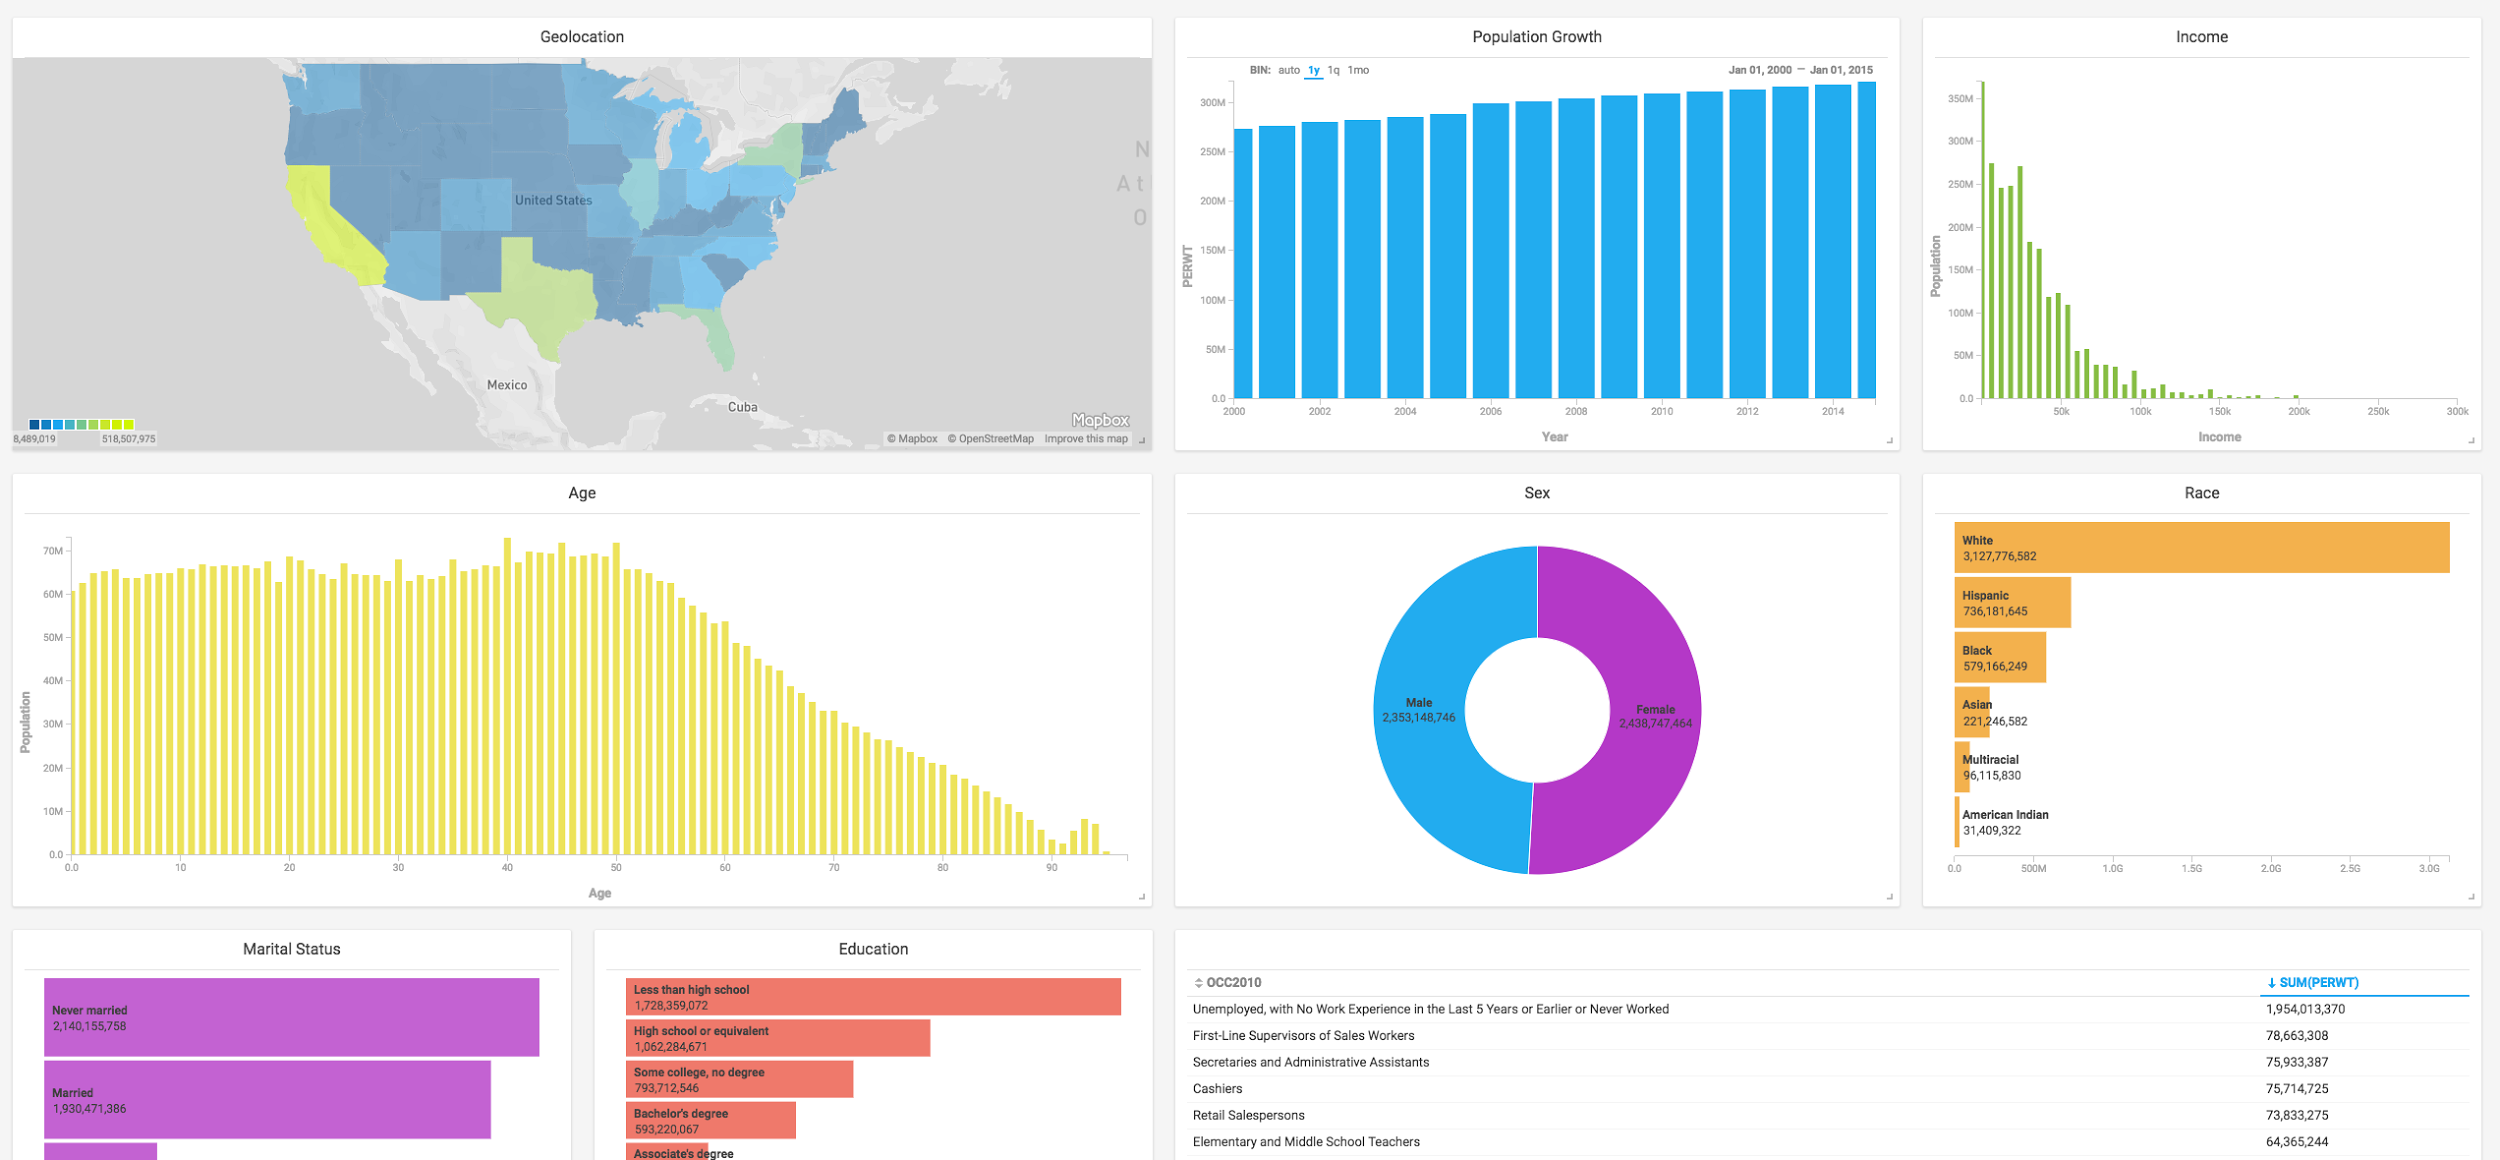 Geolocation
United States
Mexico
Cuba
N
At
O
Mapbox
8,489,019
518,507,975
© Mapbox © OpenStreetMap Improve this map
Population Growth
BIN: auto 1y 1q 1mo
Jan 01, 2000 — Jan 01, 2015
300M
250M
200M
150M
100M
50M
0.0
PERWT
2000 2002 2004 2006 2008 2010 2012 2014
Year
Income
350M
300M
250M
200M
150M
100M
50M
0.0
Population
50k 100k 150k 200k 250k 300k
Income
Age
70M
60M
50M
40M
30M
20M
10M
0.0
Population
0.0 10 20 30 40 50 60 70 80 90
Age
Sex
Male
2,353,148,746
Female
2,438,747,464
Race
White
3,127,776,582
Hispanic
736,181,645
Black
579,166,249
Asian
221,246,582
Multiracial
96,115,830
American Indian
31,409,322
0.0 500M 1.0G 1.5G 2.0G 2.5G 3.0G
Marital Status
Never married
2,140,155,758
Married
1,930,471,386
Education
Less than high school
1,728,359,072
High school or equivalent
1,062,284,671
Some college, no degree
793,712,546
Bachelor's degree
593,220,067
Associate's degree
OCC2010 SUM(PERWT)
Unemployed, with No Work Experience in the Last 5 Years or Earlier or Never Worked 1,954,013,370
First-Line Supervisors of Sales Workers 78,663,308
Secretaries and Administrative Assistants 75,933,387
Cashiers 75,714,725
Retail Salespersons 73,833,275
Elementary and Middle School Teachers 64,365,244